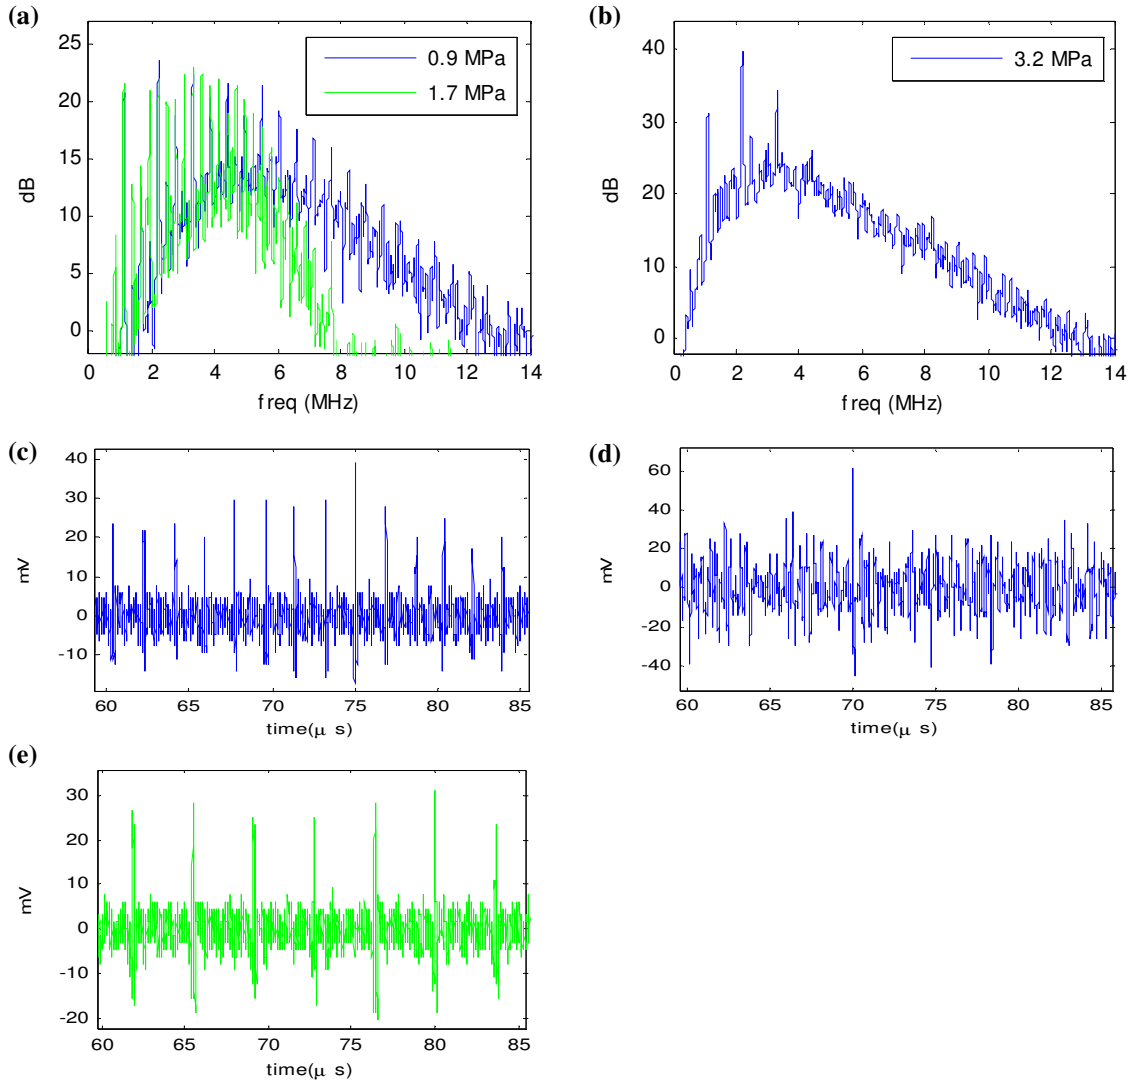 (a)
25
20
15
10
5
0
dB
0.9 MPa
1.7 MPa
0 2 4 6 8 10 12 14
freq (MHz)
(b)
40
30
20
10
0
dB
3.2 MPa
0 2 4 6 8 10 12 14
freq (MHz)
(c)
40
30
20
10
0
-10
mV
60 65 70 75 80 85
time(μ s)
(d)
60
40
20
0
-20
-40
mV
60 65 70 75 80 85
time(μ s)
(e)
30
20
10
0
-10
-20
mV
60 65 70 75 80 85
time(μ s)